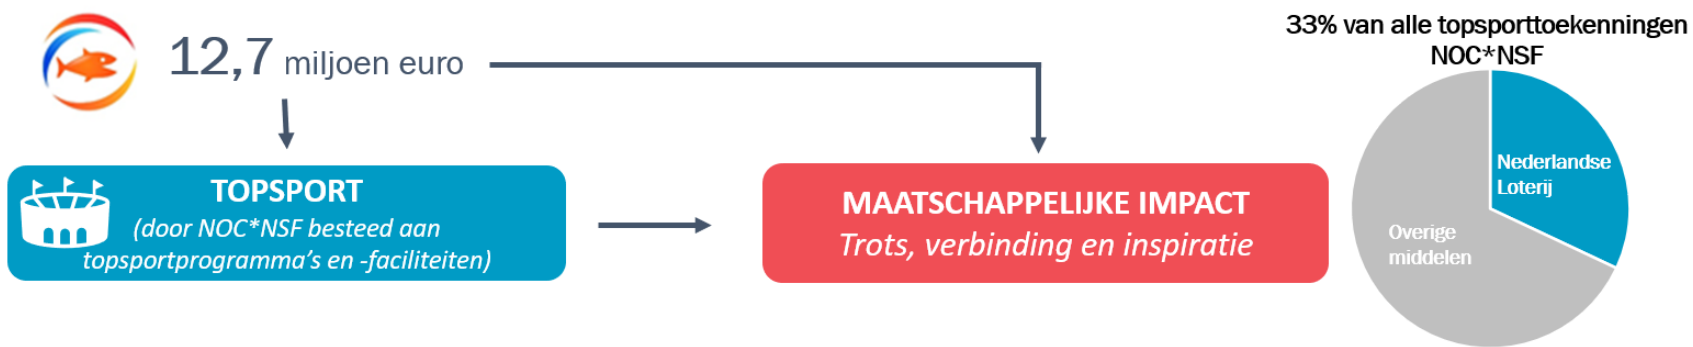 12,7 miljoen euro
TOPSPORT
(door NOC*NSF besteed aan
topsportprogramma's en -faciliteiten)
MAATSCHAPPELIJKE IMPACT
Trots, verbinding en inspiratie
33% van alle topsporttoekenningen
NOC*NSF
Nederlandse
Loterij
Overige
middelen